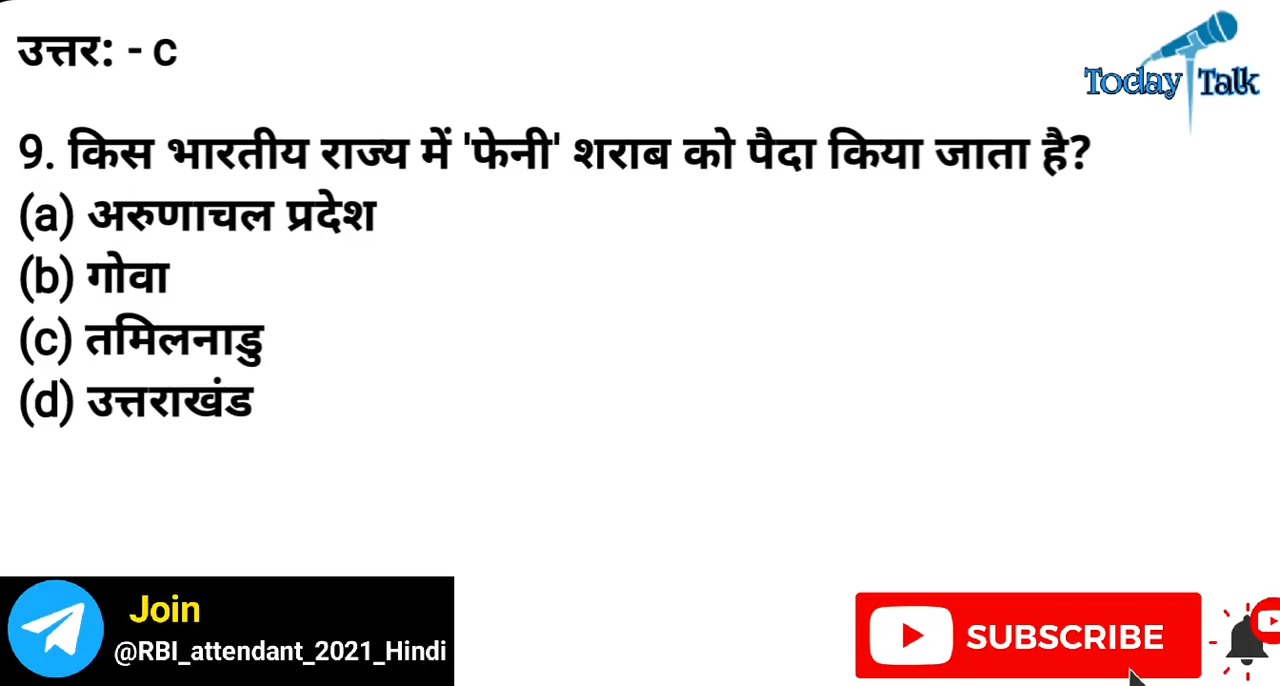 उत्तर: - c
Today Talk
9. किस भारतीय राज्य में 'फेनी' शराब को पैदा किया जाता है?
(a) अरुणाचल प्रदेश
(b) गोवा
(c) तमिलनाडु
(d) उत्तराखंड
Join
@RBI_attendant_2021_Hindi
SUBSCRIBE